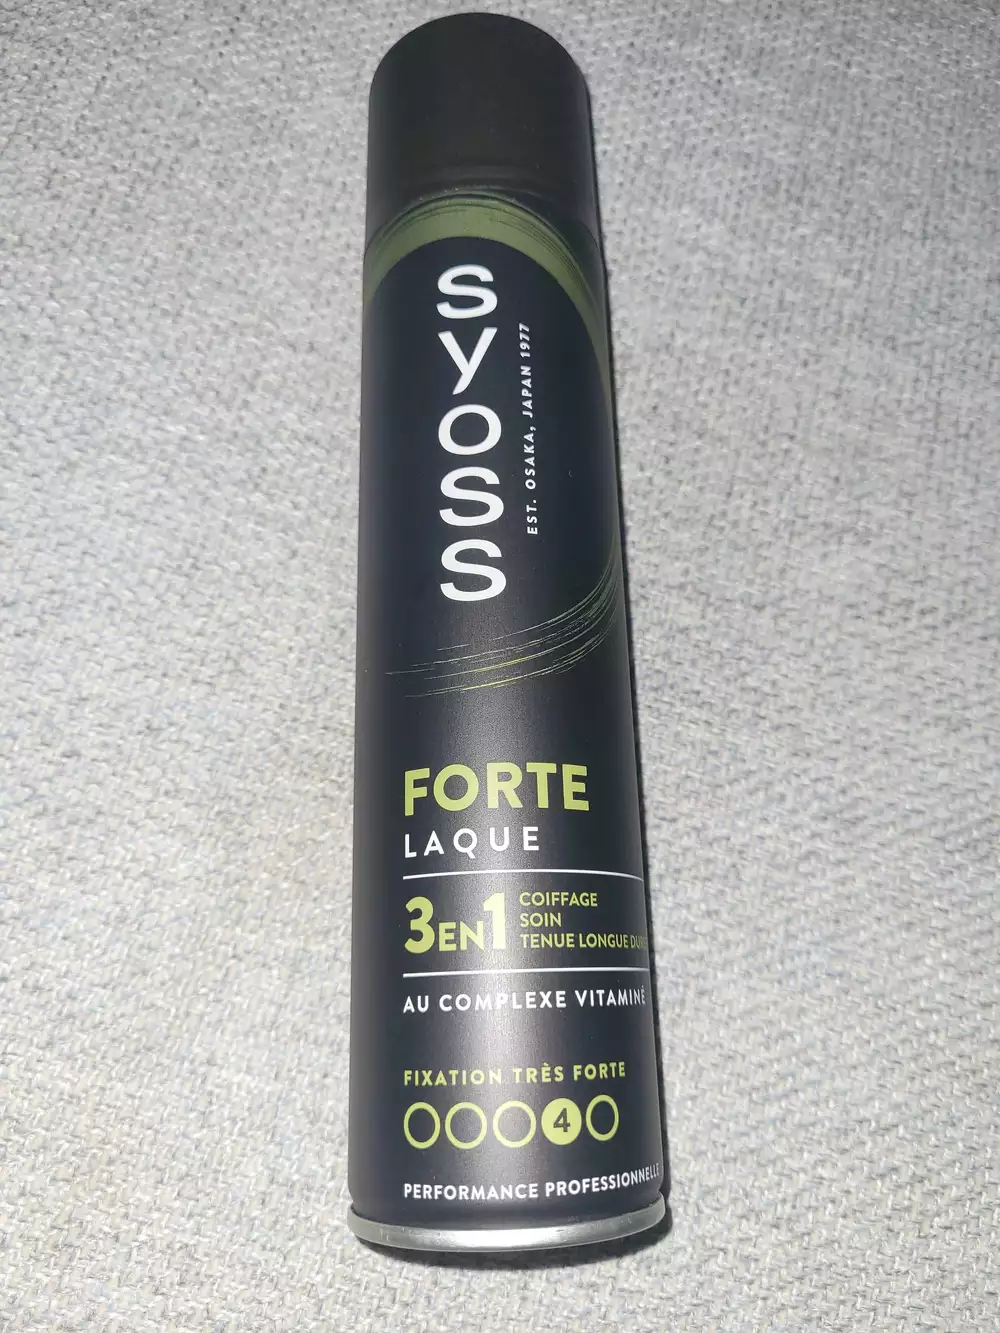 SYOSS
EST. OSAKA, JAPAN 1977
FORTE
LAQUE
3EN1
COIFFAGE
SOIN
TENUE LONGUE
AU COMPLEXE VITAMINÉ
FIXATION TRÈS FORTE
4
PERFORMANCE PROFESSIONNELLE